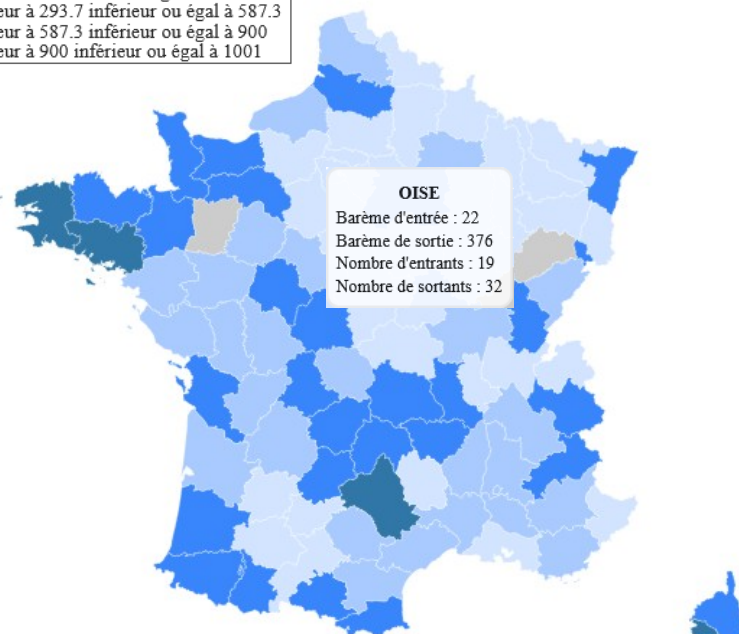 eur à 293.7 inférieur ou égal à 587.3
eur à 587.3 inférieur ou égal à 900
eur à 900 inférieur ou égal à 1001
OISE
Barème d'entrée : 22
Barème de sortie : 376
Nombre d'entrants : 19
Nombre de sortants : 32